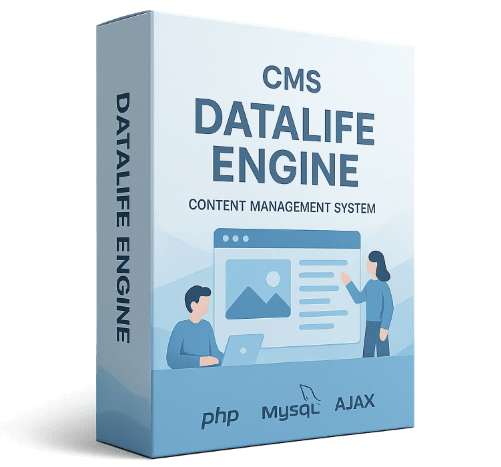 CMS
DATALIFE
ENGINE
CONTENT MANAGEMENT SYSTEM
php MySQL AJAX
DATALIFE ENGINE